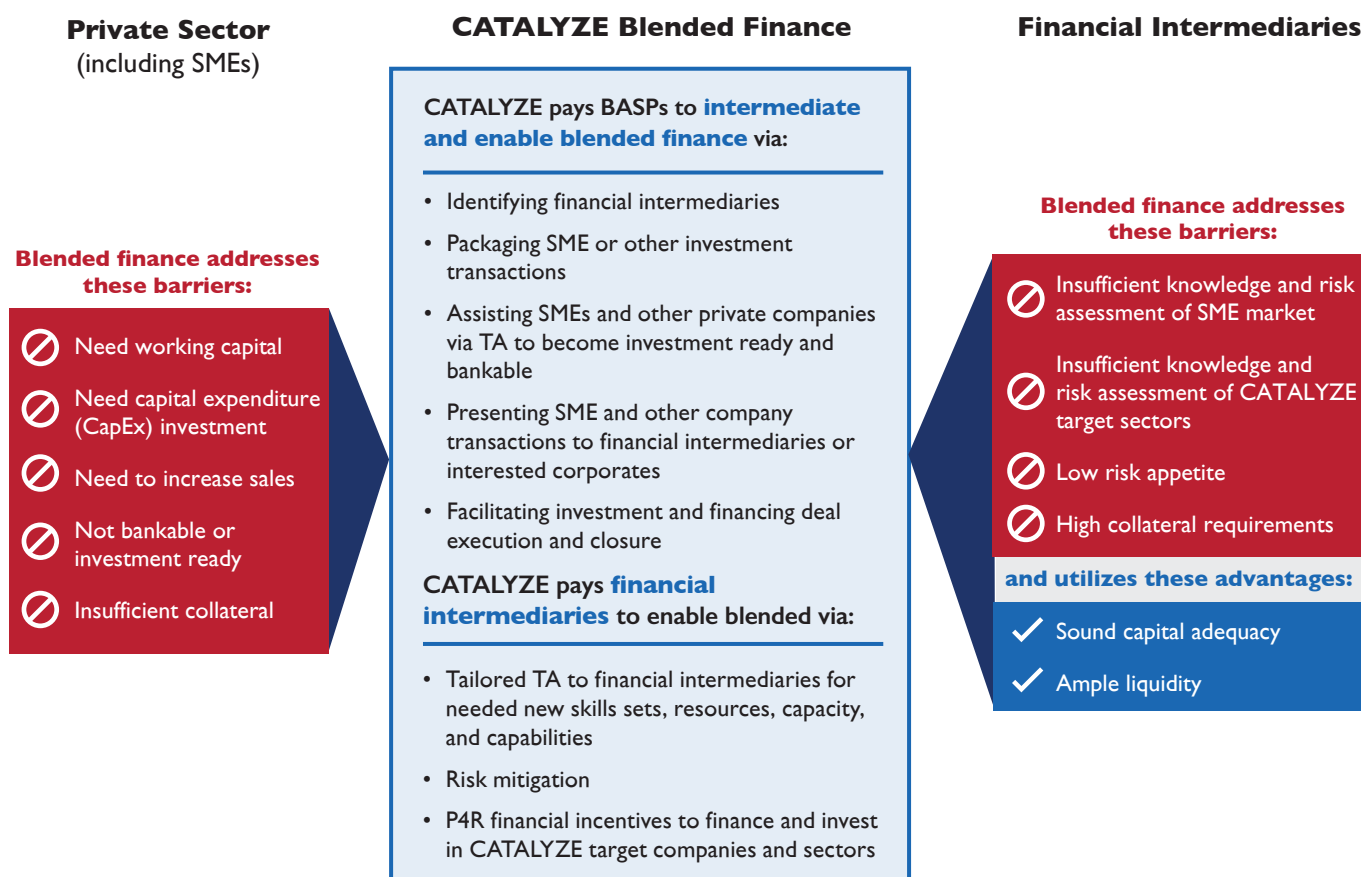 Private Sector
(including SMEs)
Blended finance addresses
these barriers:
Need working capital
Need capital expenditure
(CapEx) investment
Need to increase sales
Not bankable or
investment ready
Insufficient collateral
CATALYZE Blended Finance
CATALYZE pays BASPs to intermediate
and enable blended finance via:
• Identifying financial intermediaries
• Packaging SME or other investment
transactions
• Assisting SMEs and other private companies
via TA to become investment ready and
bankable
• Presenting SME and other company
transactions to financial intermediaries or
interested corporates
• Facilitating investment and financing deal
execution and closure
CATALYZE pays financial
intermediaries to enable blended via:
• Tailored TA to financial intermediaries for
needed new skills sets, resources, capacity,
and capabilities
• Risk mitigation
• P4R financial incentives to finance and invest
in CATALYZE target companies and sectors
Financial Intermediaries
Blended finance addresses
these barriers:
Insufficient knowledge and risk
assessment of SME market
Insufficient knowledge and
risk assessment of CATALYZE
target sectors
Low risk appetite
High collateral requirements
and utilizes these advantages:
Sound capital adequacy
Ample liquidity